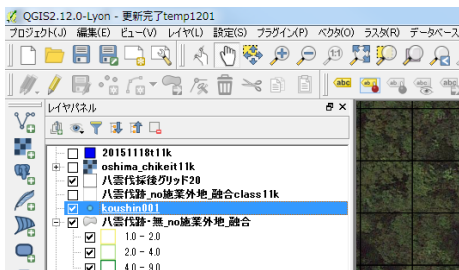 QGIS2.12.0-Lyon - 更新完了temp1201
プロジェクト(J) 編集(E) ビュー(V) レイヤ(L) 設定(S) プラグイン(P) ベクタ(O) ラスタ(R) データベース
abc
レイヤパネル
20151118t11k
oshima_chikeit11k
八雲伐採後グリッド20
八雲伐跡_no施業外地_融合class11k
koushin001
八雲伐跡・無_no施業外地_融合
1.0 - 2.0
2.0 - 4.0
4.0 - 9.0